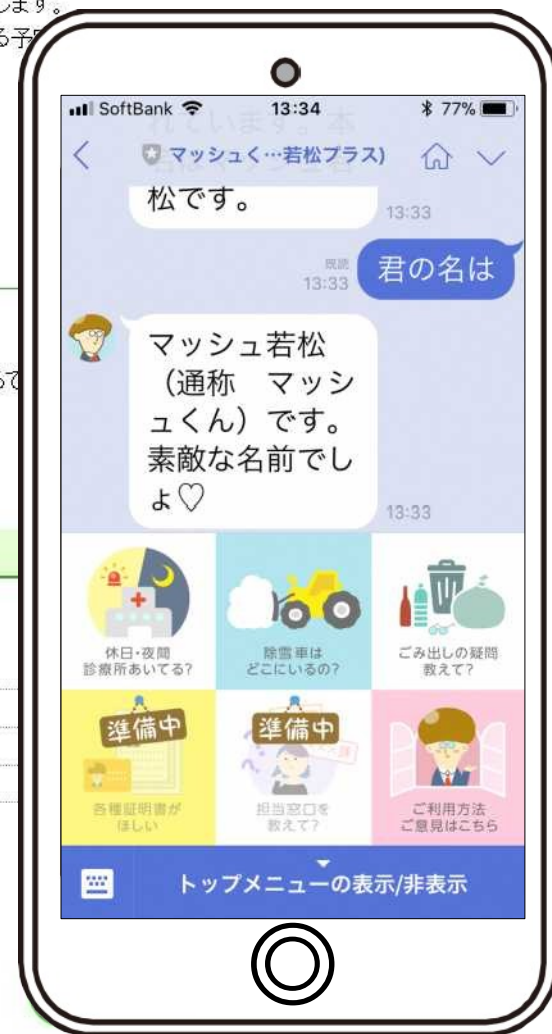 します。
る予
SoftBank 13:34 77%
れています。本
マッシュく…若松プラス)
松です。
13:33
君の名は
既読
13:33
マッシュ若松
（通称　マッシ
ュくん）です。
素敵な名前でし
ょ♡
13:33
休日・夜間
診療所あいてる?
除雪車は
どこにいるの?
ごみ出しの疑問
教えて?
準備中
各種証明書が
ほしい
準備中
担当窓口を
教えて?
ご利用方法
ご意見はこちら
トップメニューの表示/非表示